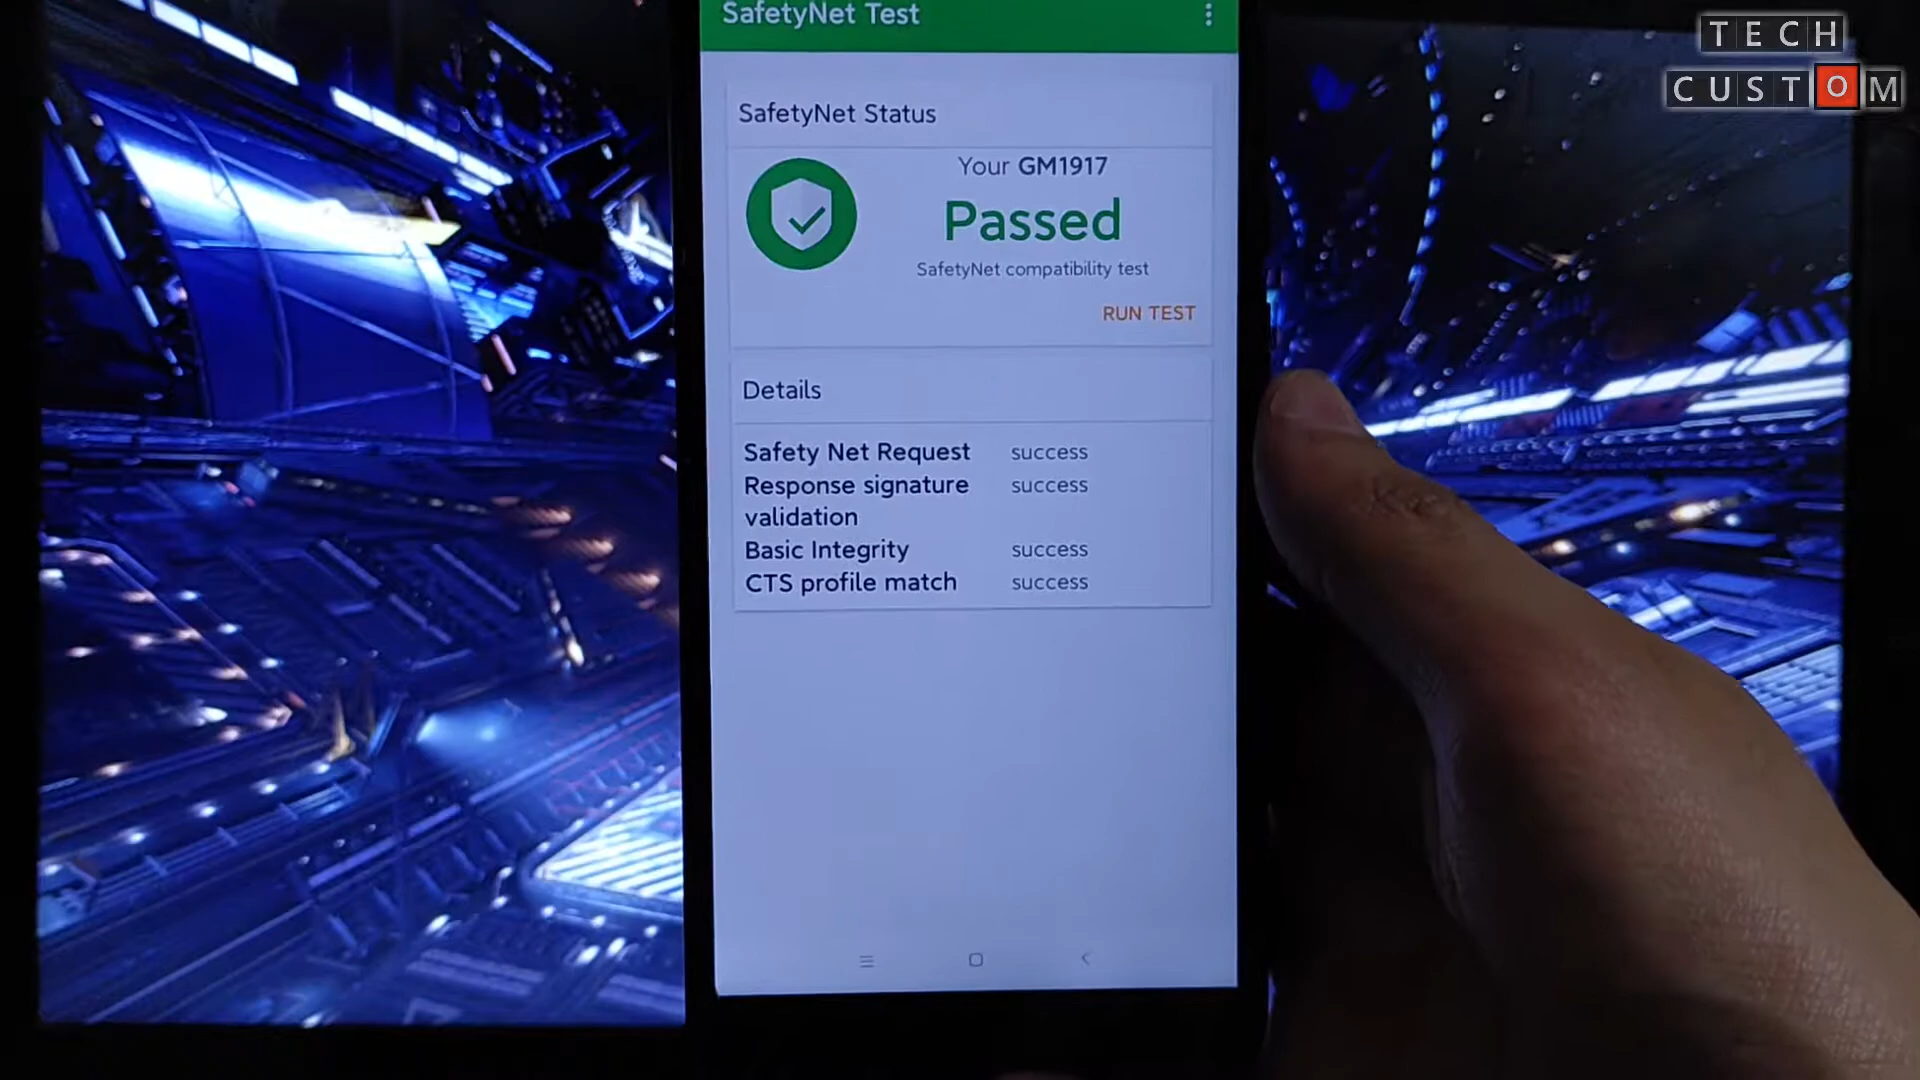 SafetyNet Test
TECH
CUSTOM
SafetyNet Status
Your GM1917
Passed
SafetyNet compatibility test
RUN TEST
Details
Safety Net Request success
Response signature success
validation
Basic Integrity success
CTS profile match success